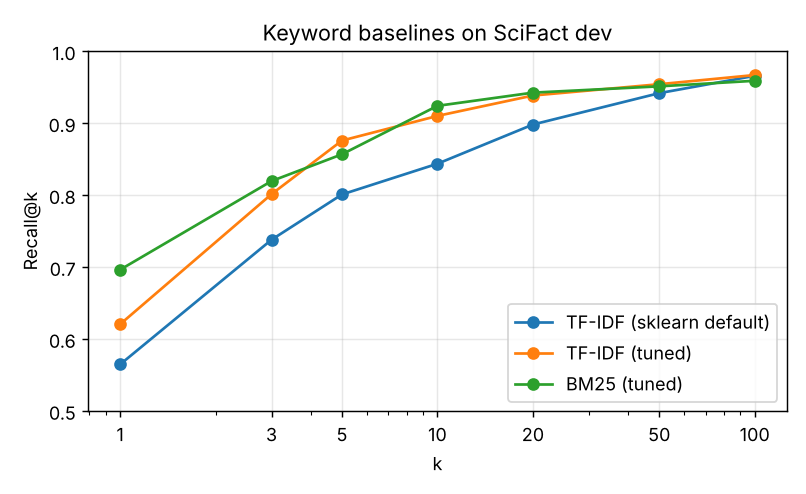 Keyword baselines on SciFact dev
Recall@k
1.0
0.9
0.8
0.7
0.6
0.5
TF-IDF (sklearn default)
TF-IDF (tuned)
BM25 (tuned)
1 3 5 10 20 50 100
k